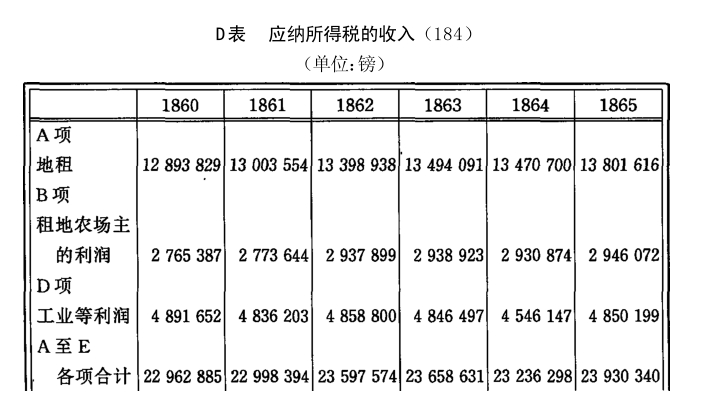 D表 应纳所得税的收入（184）
（单位：镑）
1860 1861 1862 1863 1864 1865
A项
地租 12 893 829 13 003 554 13 398 938 13 494 091 13 470 700 13 801 616
B项
租地农场主
的利润 2 765 387 2 773 644 2 937 899 2 938 923 2 930 874 2 946 072
D项
工业等利润 4 891 652 4 836 203 4 858 800 4 846 497 4 546 147 4 850 199
A至E
各项合计 22 962 885 22 998 394 23 597 574 23 658 631 23 236 298 23 930 340